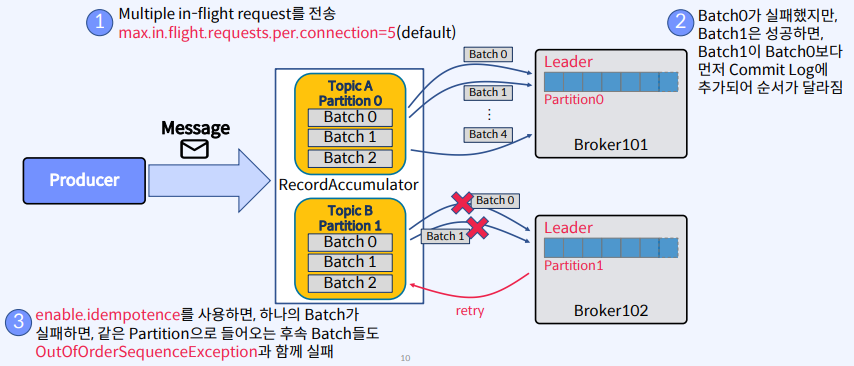 1
Multiple in-flight request를 전송
max.in.flight.requests.per.connection=5(default)
2
Batch0가 실패했지만,
Batch1은 성공하면,
Batch1이 Batch0보다
먼저 Commit Log에
추가되어 순서가 달라짐
Producer
Message
Topic A
Partition 0
Batch 0
Batch 1
Batch 2
RecordAccumulator
Topic B
Partition 1
Batch 0
Batch 1
Batch 2
Batch 0
Batch 1
⋮
Batch 4
Leader
Partition0
Broker101
Batch 0
Batch 1
retry
Leader
Partition1
Broker102
3
enable.idempotence를 사용하면, 하나의 Batch가
실패하면, 같은 Partition으로 들어오는 후속 Batch들도
OutOfOrderSequenceException과 함께 실패
10